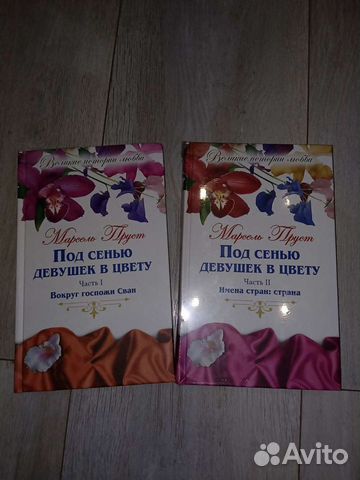 Великие истории любви
Марсель Пруст
Под сенью
девушек в цвету
Часть I
Вокруг госпожи Сван
Великие истории любви
Марсель Пруст
Под сенью
девушек в цвету
Часть II
Имена стран: страна
Avito